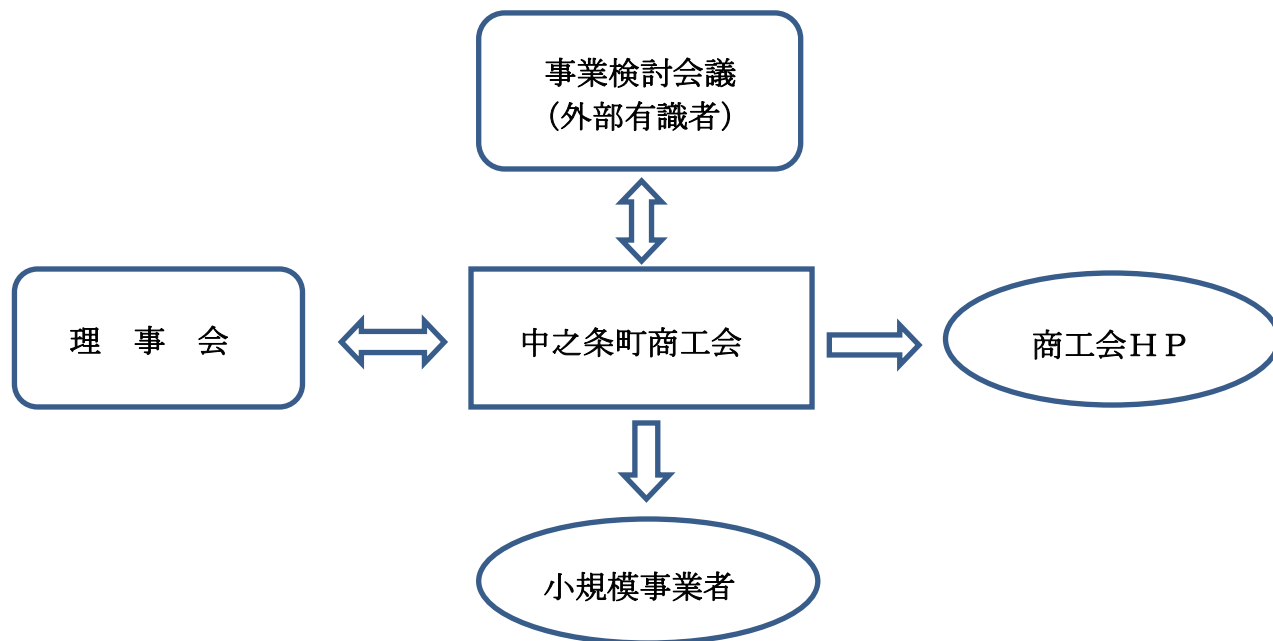 事業検討会議
(外部有識者)
理 事 会
中之条町商工会
商工会HP
小規模事業者